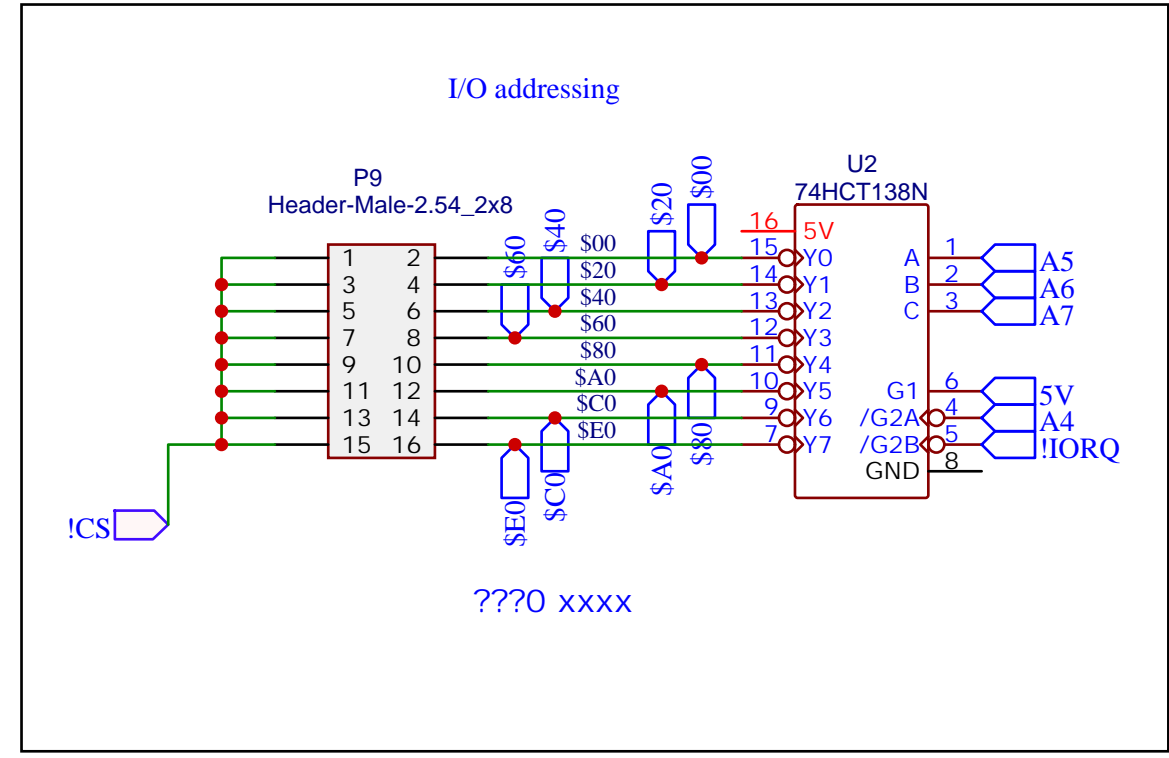 I/O addressing
P9
Header-Male-2.54_2x8
U2
74HCT138N
$60
$40
$20
$00
$00
$20
$40
$60
$80
$A0
$C0
$E0
1 2
3 4
5 6
7 8
9 10
11 12
13 14
15 16
16 5V
15 Y0
14 Y1
13 Y2
12 Y3
11 Y4
10 Y5
9 Y6
7 Y7
A 1 A5
B 2 A6
C 3 A7
G1 6 5V
/G2A 4 A4
/G2B 5 !IORQ
GND 8
$E0
$C0
$A0
$80
!CS
???0 xxxx